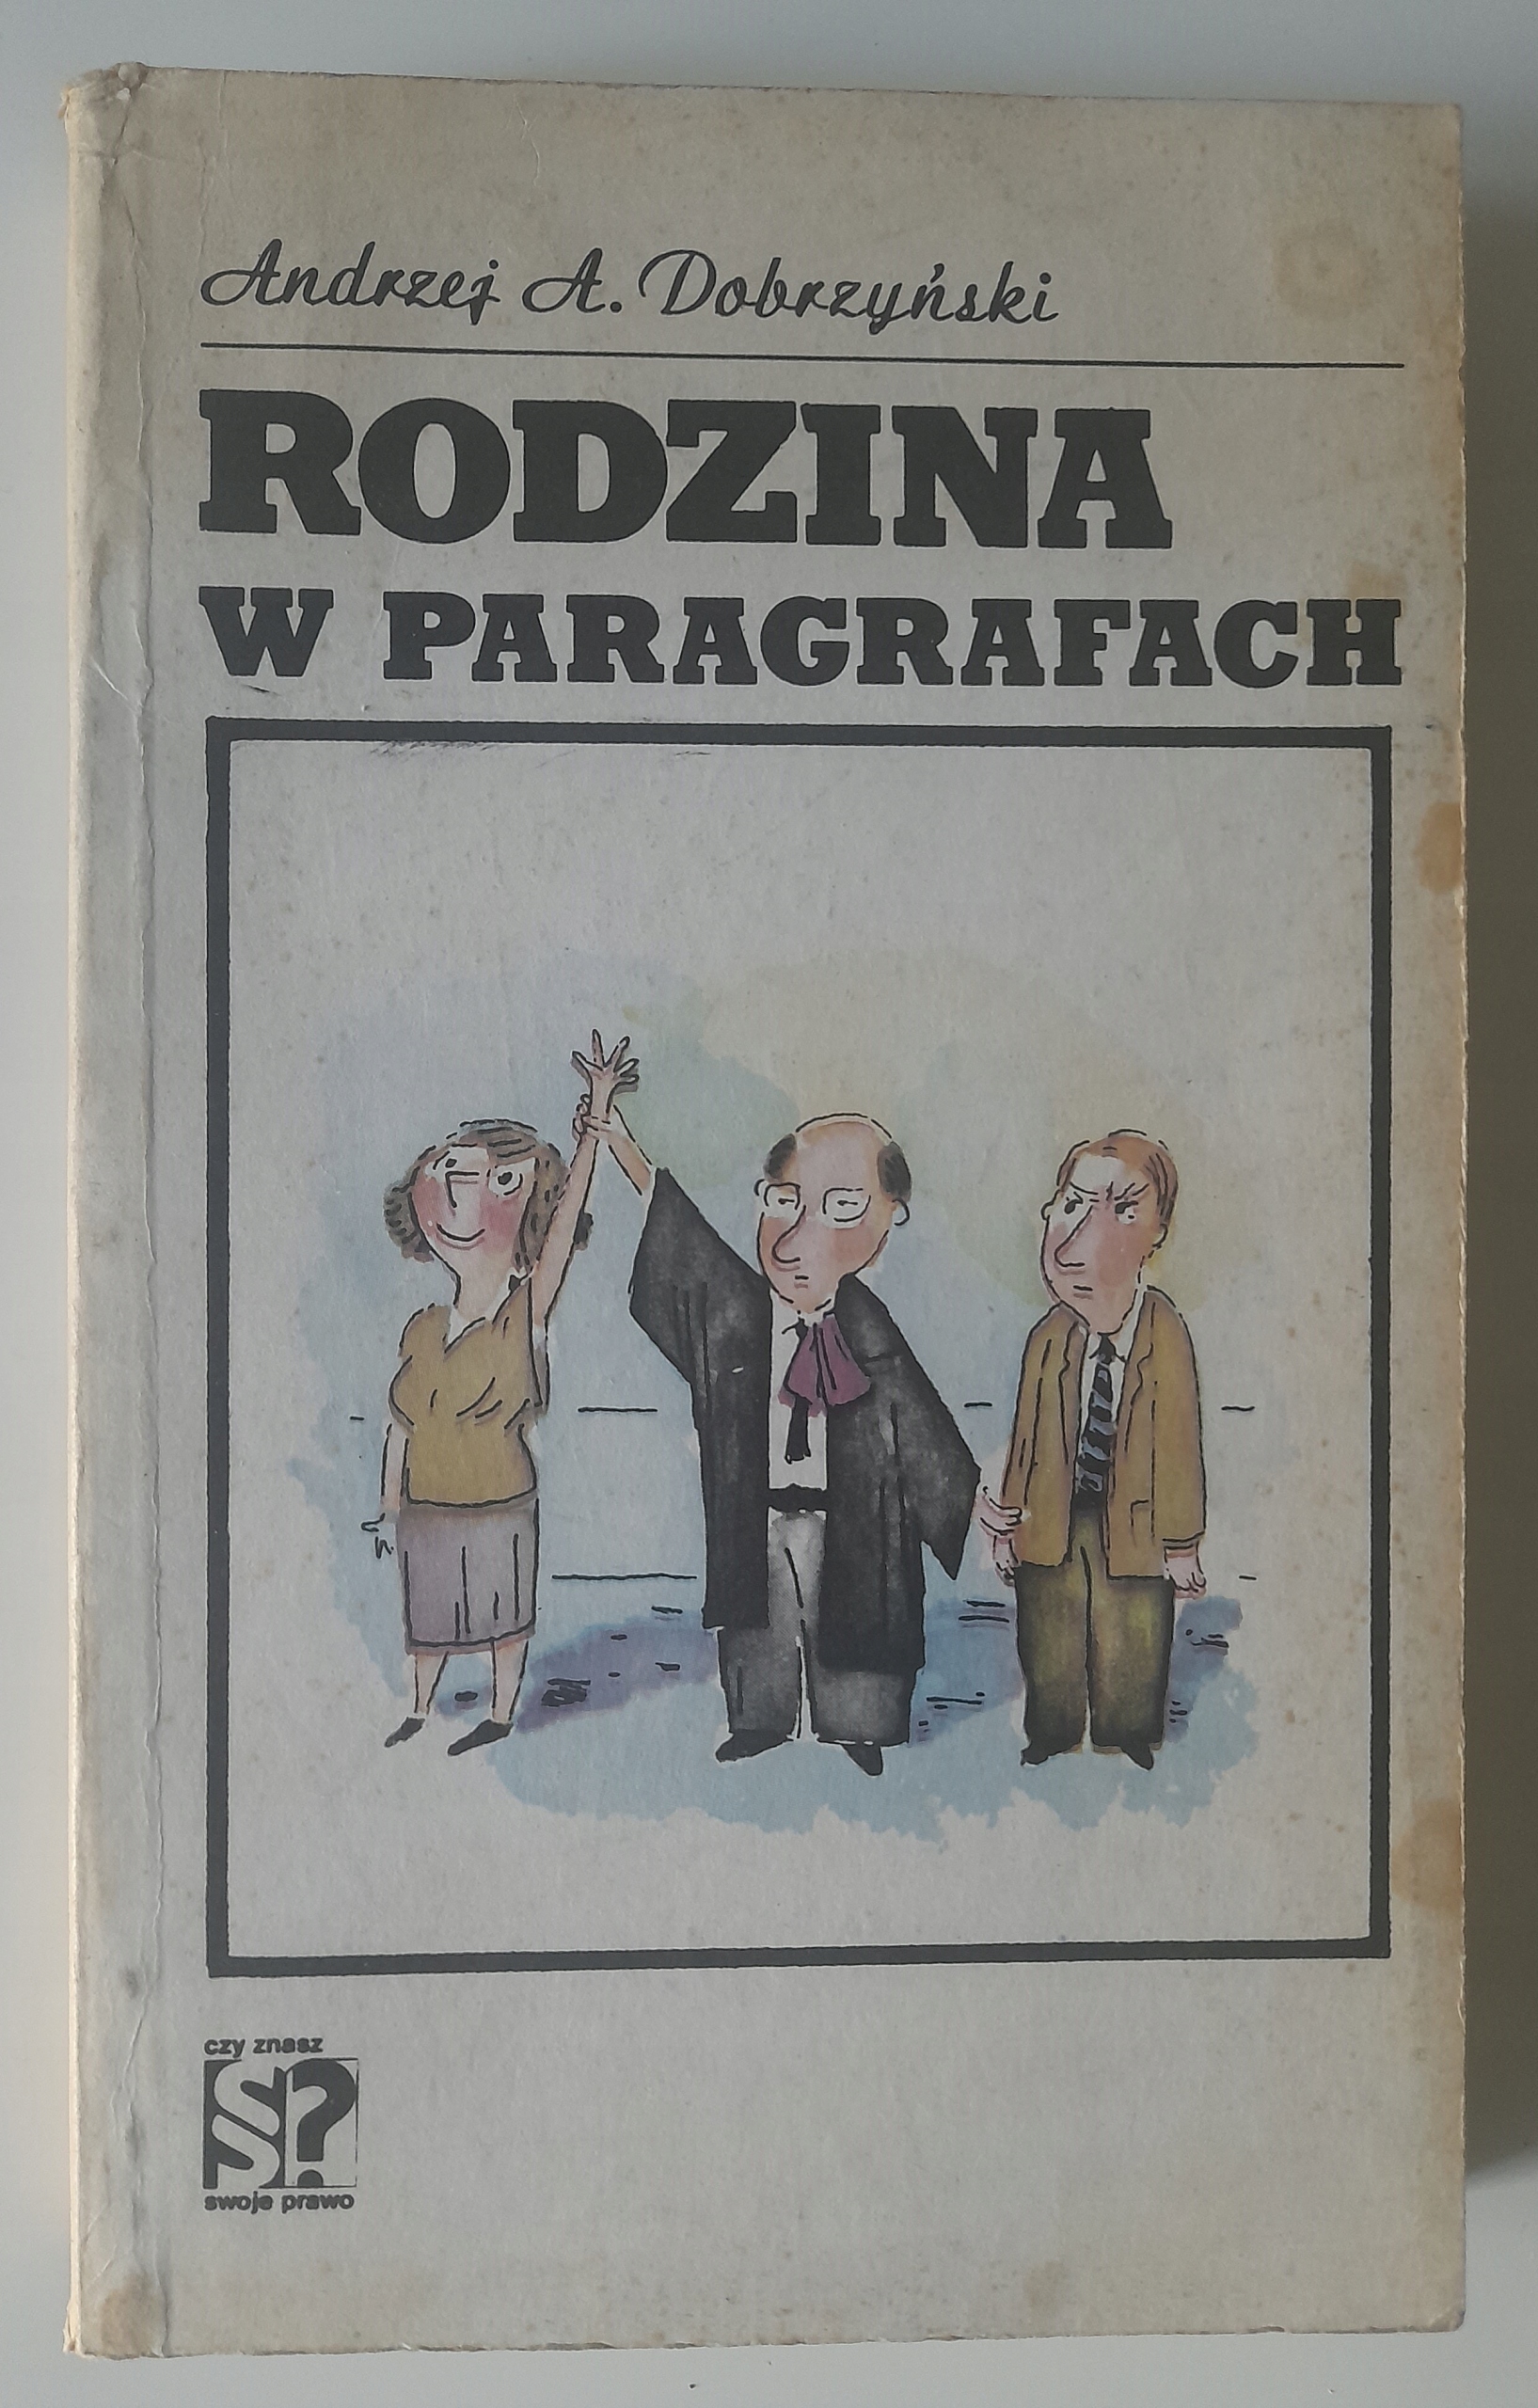 Andrzej A. Dobrzyński
RODZINA
W PARAGRAFACH
czy znasz
§?
swoje prawo